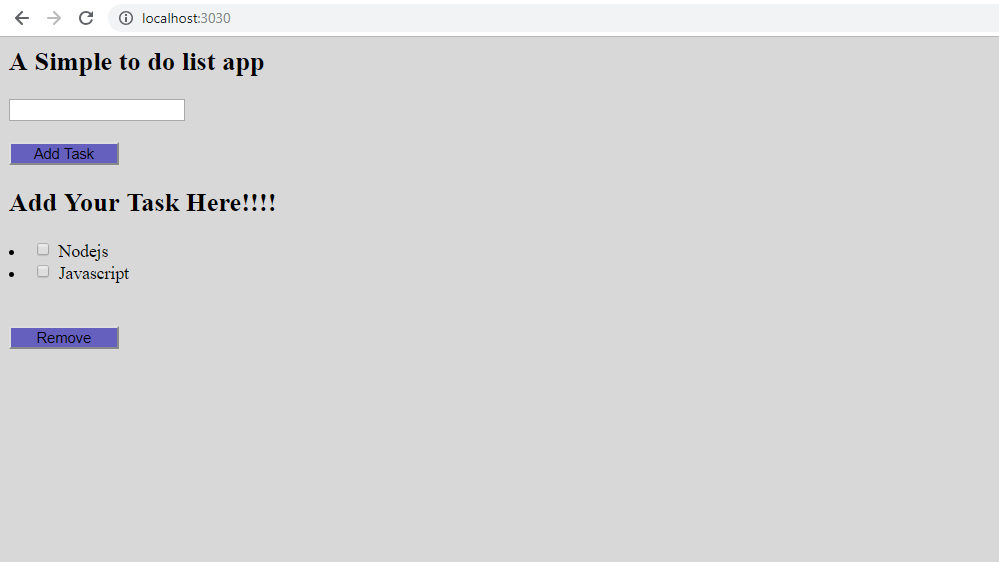 localhost:3030
A Simple to do list app
Add Task
Add Your Task Here!!!!
Nodejs
Javascript
Remove